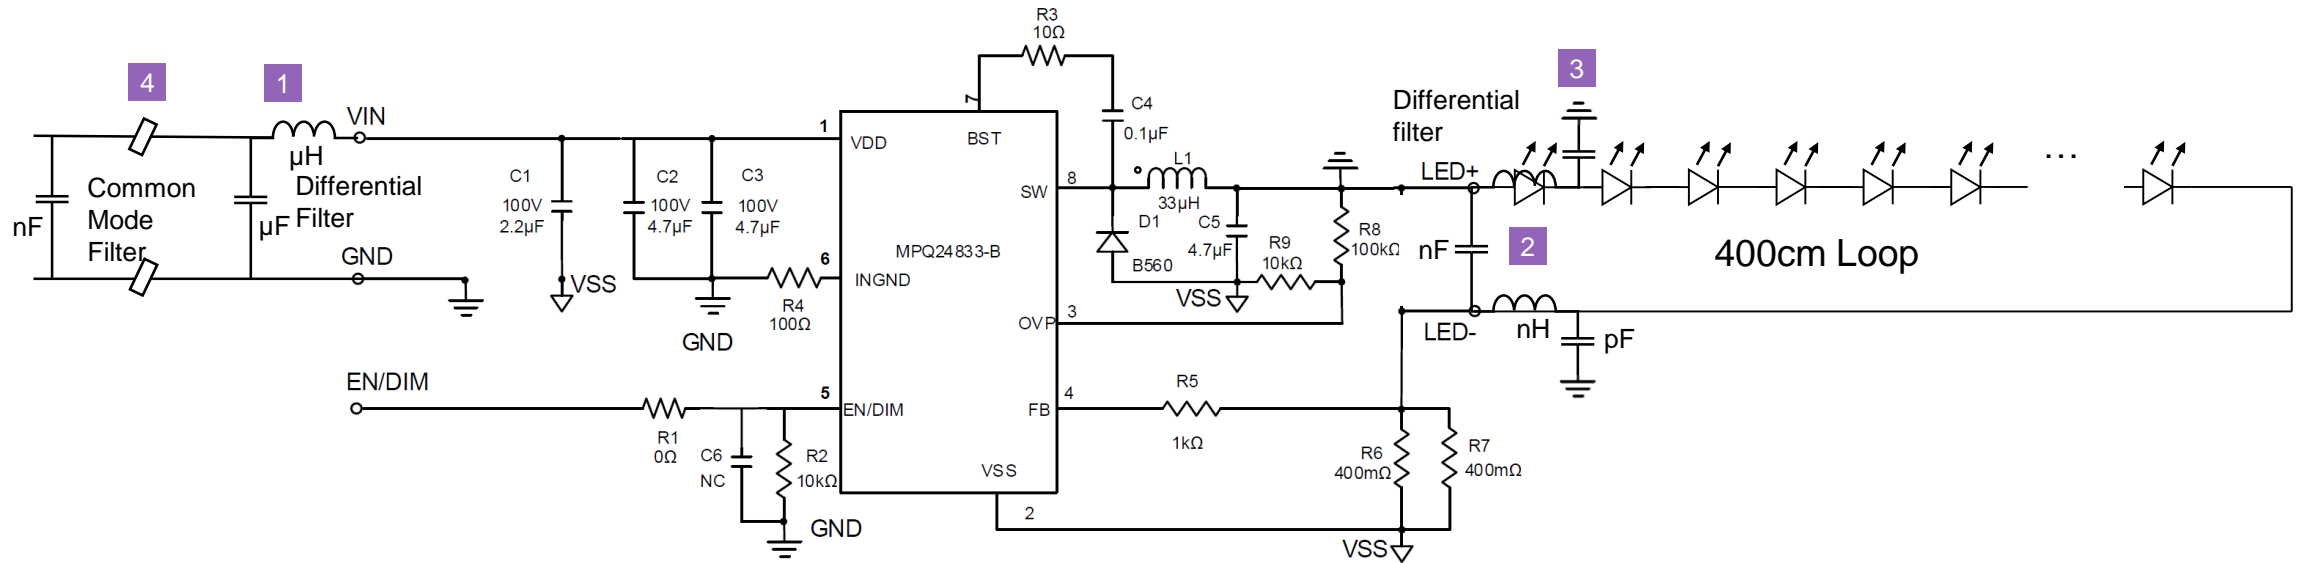 R3
10Ω
4
1
3
7
VIN
Differential
filter
1
VDD
BST
C4
0.1µF
µH
Common
Mode
Filter
Differential
Filter
nF
µF
C1
100V
2.2µF
C2
100V
4.7µF
C3
100V
4.7µF
SW
8
L1
33µH
LED+
...
D1
B560
C5
4.7µF
R9
10kΩ
R8
100kΩ
nF
2
400cm Loop
MPQ24833-B
GND
6
INGND
VSS
R4
100Ω
GND
VSS
OVP
3
LED-
nH
pF
EN/DIM
5
EN/DIM
FB
4
R5
1kΩ
R1
0Ω
C6
NC
R2
10kΩ
R6
400mΩ
R7
400mΩ
VSS
2
GND
VSS